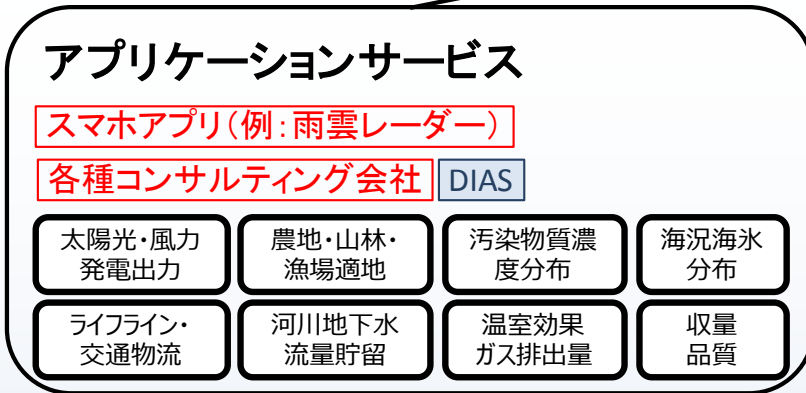 アプリケーションサービス
スマホアプリ（例：雨雲レーダー）
各種コンサルティング会社 DIAS
太陽光・風力
発電出力
農地・山林・
漁場適地
汚染物質濃
度分布
海況海氷
分布
ライフライン・
交通物流
河川地下水
流量貯留
温室効果
ガス排出量
収量
品質